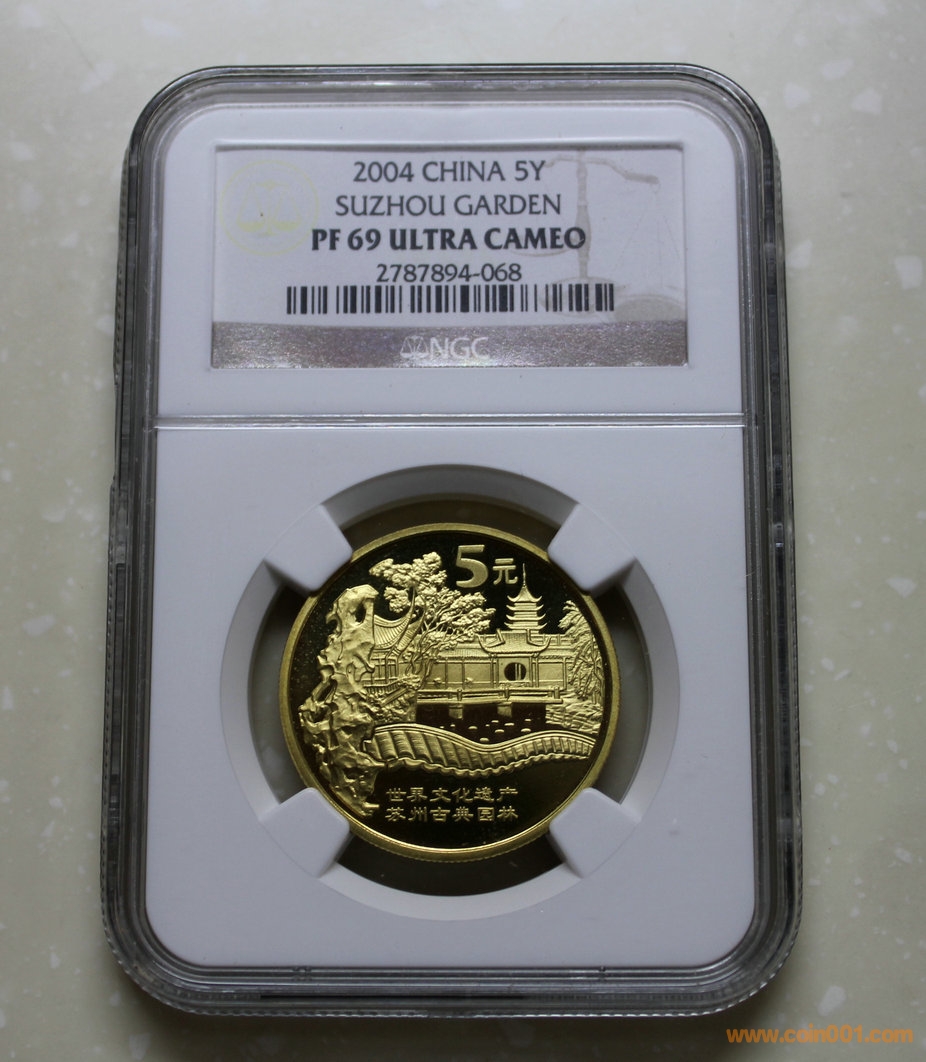 2004 CHINA 5Y
SUZHOU GARDEN
PF 69 ULTRA CAMEO
2787894-068
NGC
5元
世界文化遗产
苏州古典园林
www.coin001.com